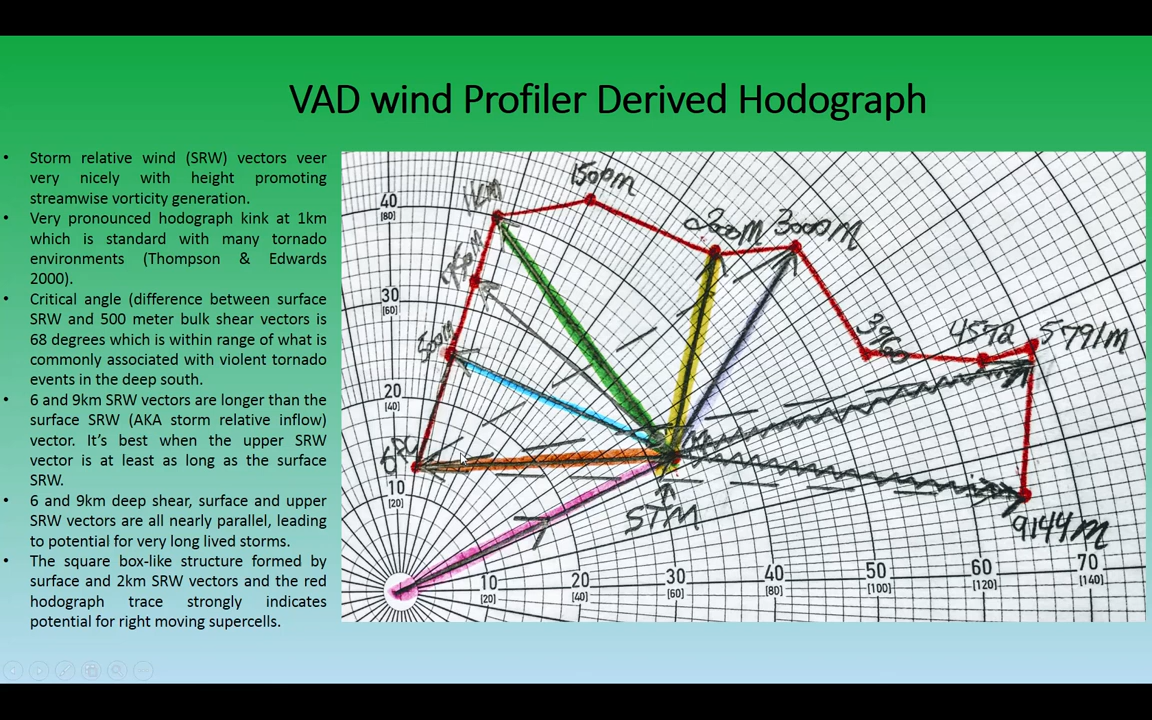 VAD wind Profiler Derived Hodograph
• Storm relative wind (SRW) vectors veer
very nicely with height promoting
streamwise vorticity generation.
• Very pronounced hodograph kink at 1km
which is standard with many tornado
environments (Thompson & Edwards
2000).
• Critical angle (difference between surface
SRW and 500 meter bulk shear vectors is
68 degrees which is within range of what is
commonly associated with violent tornado
events in the deep south.
• 6 and 9km SRW vectors are longer than the
surface SRW (AKA storm relative inflow)
vector. It's best when the upper SRW
vector is at least as long as the surface
SRW.
• 6 and 9km deep shear, surface and upper
SRW vectors are all nearly parallel, leading
to potential for very long lived storms.
• The square box-like structure formed by
surface and 2km SRW vectors and the red
hodograph trace strongly indicates
potential for right moving supercells.
1500M
1KM
40
[80]
2000M 3000M
750M
30
[60]
500M
3960 4572 5791M
20
[40]
10
[20]
STM
9144M
10 20 30 40 50 60 70
[20] [40] [60] [80] [100] [120] [140]